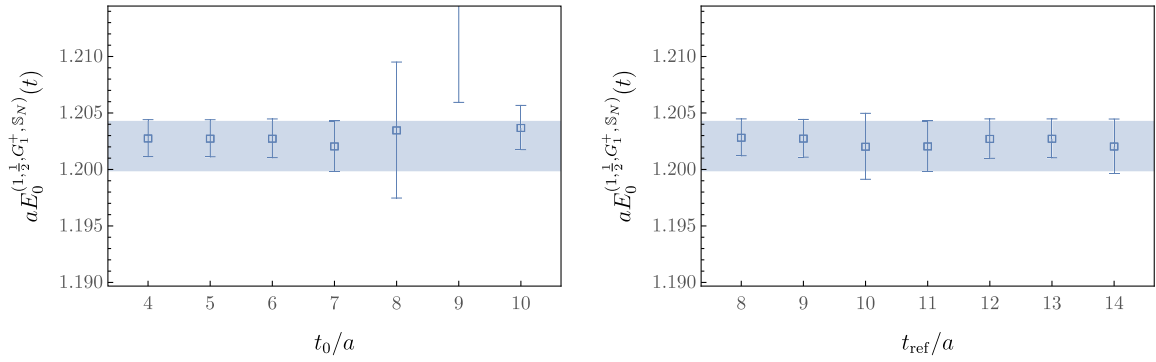 1.210
1.205
1.200
1.195
1.190
aE_0^{(1,\frac{1}{2},G_1^+,\mathbb{S}_N)}(t)
4 5 6 7 8 9 10
t_0/a
1.210
1.205
1.200
1.195
1.190
aE_0^{(1,\frac{1}{2},G_1^+,\mathbb{S}_N)}(t)
8 9 10 11 12 13 14
t_{ref}/a